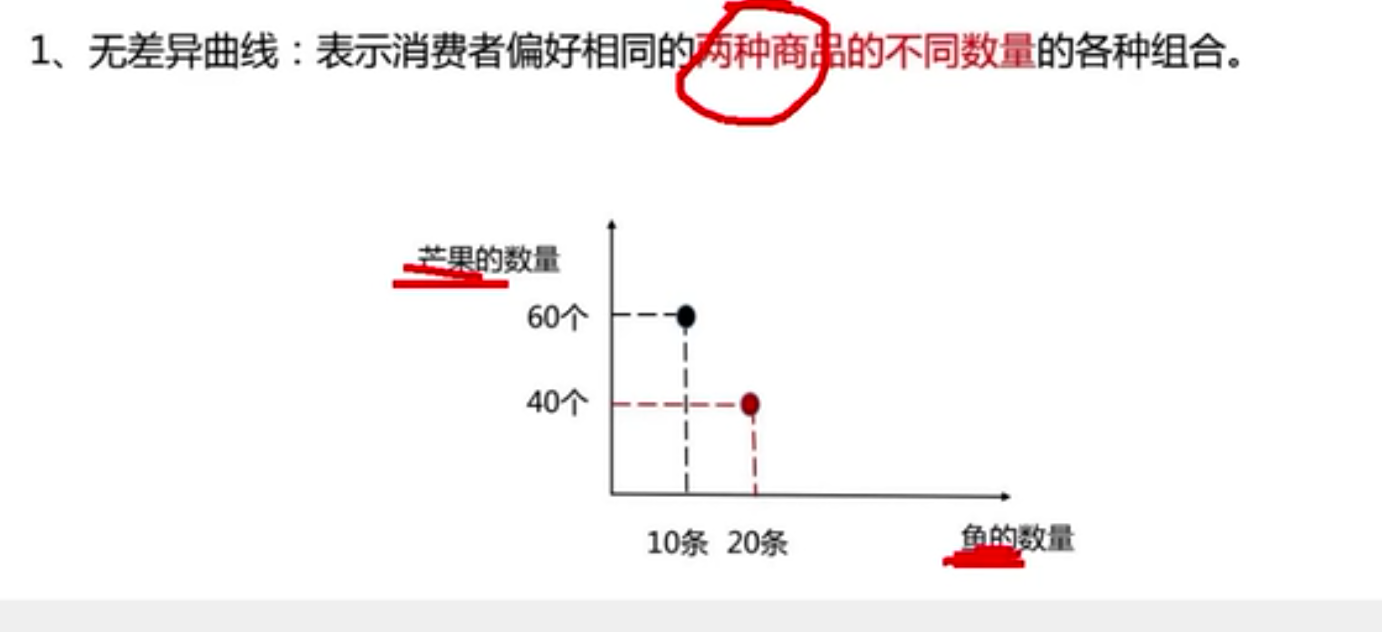 1、无差异曲线：表示消费者偏好相同的两种商品的不同数量的各种组合。
芒果的数量
60个
40个
10条 20条
鱼的数量